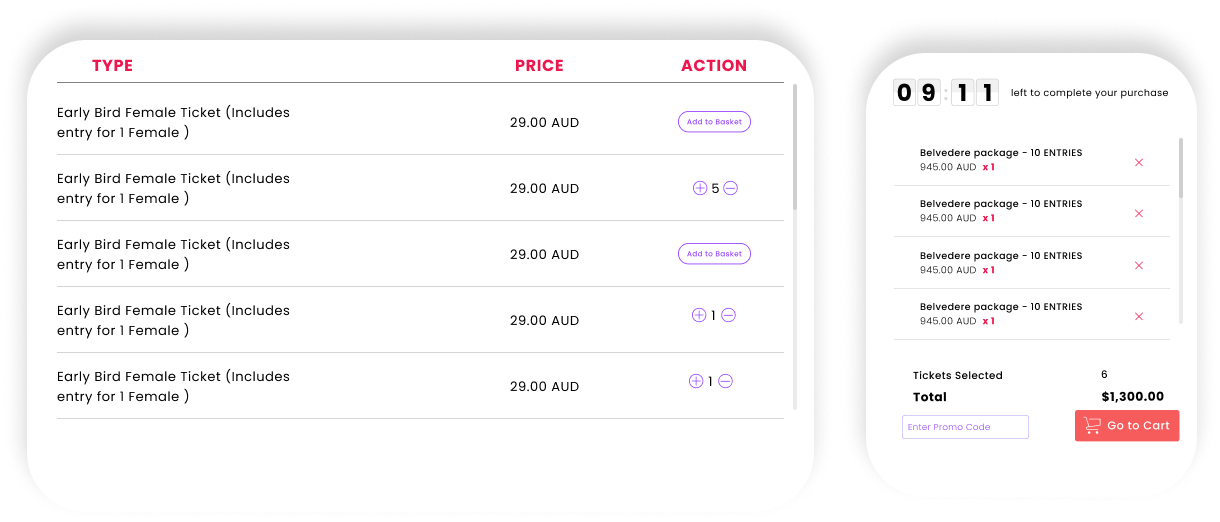 TYPE PRICE ACTION
Early Bird Female Ticket (Includes
entry for 1 Female )
29.00 AUD
Add to Basket
Early Bird Female Ticket (Includes
entry for 1 Female )
29.00 AUD
5
Early Bird Female Ticket (Includes
entry for 1 Female )
29.00 AUD
Add to Basket
Early Bird Female Ticket (Includes
entry for 1 Female )
29.00 AUD
1
Early Bird Female Ticket (Includes
entry for 1 Female )
29.00 AUD
1
09:11 left to complete your purchase
Belvedere package - 10 ENTRIES
945.00 AUD x 1
Belvedere package - 10 ENTRIES
945.00 AUD x 1
Belvedere package - 10 ENTRIES
945.00 AUD x 1
Belvedere package - 10 ENTRIES
945.00 AUD x 1
Tickets Selected 6
Total $1,300.00
Enter Promo Code
Go to Cart